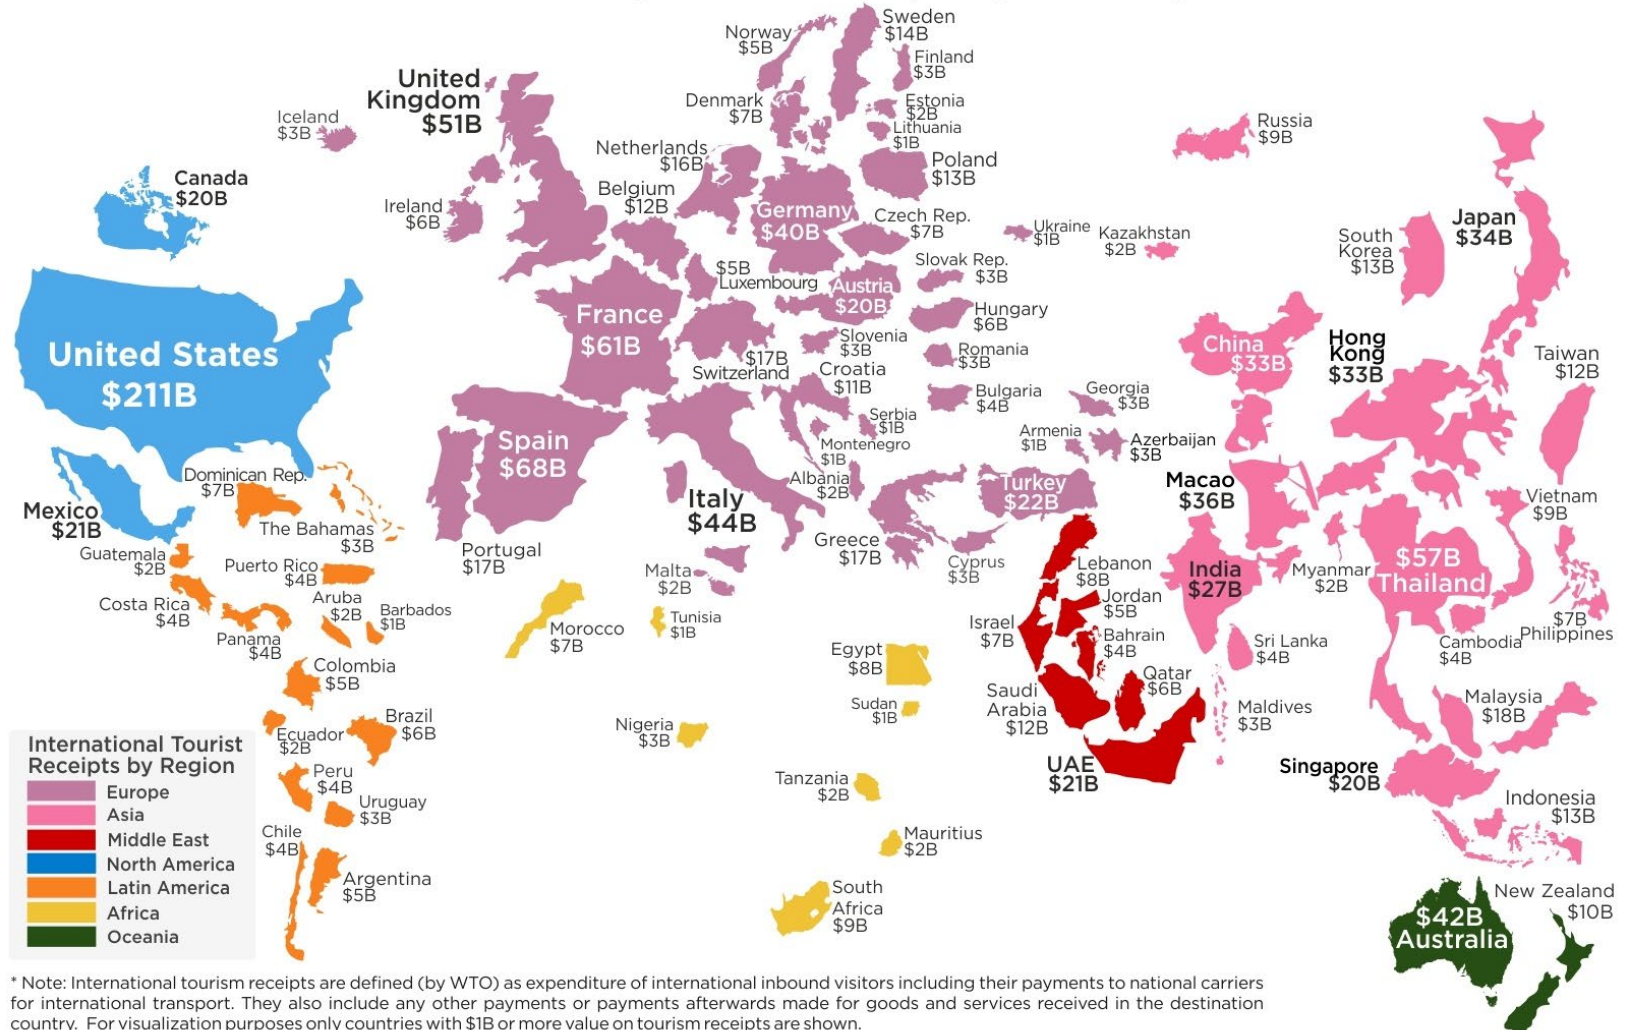 Norway
$5B
Sweden
$14B
Finland
$3B
United
Kingdom
$51B
Denmark
$7B
Estonia
$2B
Lithuania
$1B
Iceland
$3B
Russia
$9B
Netherlands
$16B
Poland
$13B
Canada
$20B
Belgium
$12B
Ireland
$6B
Germany
$40B
Czech Rep.
$7B
Ukraine
$1B
Kazakhstan
$2B
South
Korea
$13B
Japan
$34B
$5B
Luxembourg
Slovak Rep.
$3B
Austria
$20B
France
$61B
Hungary
$6B
Slovenia
$3B
Romania
$3B
United States
$211B
$17B
Switzerland
Croatia
$11B
China
$33B
Hong
Kong
$33B
Taiwan
$12B
Bulgaria
$4B
Georgia
$3B
Serbia
$1B
Montenegro
$1B
Armenia
$1B
Azerbaijan
$3B
Spain
$68B
Albania
$2B
Italy
$44B
Turkey
$22B
Macao
$36B
Dominican Rep.
$7B
Mexico
$21B
The Bahamas
$3B
Vietnam
$9B
Portugal
$17B
Greece
$17B
Cyprus
$3B
Guatemala
$2B
Puerto Rico
$4B
Malta
$2B
Lebanon
$8B
India
$27B
Myanmar
$2B
$57B
Thailand
Costa Rica
$4B
Aruba
$2B
Barbados
$1B
Panama
$4B
Morocco
$7B
Tunisia
$1B
Jordan
$5B
Israel
$7B
Bahrain
$4B
Sri Lanka
$4B
Cambodia
$4B
$7B
Philippines
Egypt
$8B
Colombia
$5B
Qatar
$6B
Saudi
Arabia
$12B
Sudan
$1B
Maldives
$3B
Malaysia
$18B
Nigeria
$3B
Ecuador
$2B
Brazil
$6B
UAE
$21B
Singapore
$20B
Peru
$4B
Tanzania
$2B
Uruguay
$3B
Indonesia
$13B
Chile
$4B
Mauritius
$2B
Argentina
$5B
South
Africa
$9B
New Zealand
$10B
$42B
Australia
International Tourist
Receipts by Region
Europe
Asia
Middle East
North America
Latin America
Africa
Oceania
* Note: International tourism receipts are defined (by WTO) as expenditure of international inbound visitors including their payments to national carriers
for international transport. They also include any other payments or payments afterwards made for goods and services received in the destination
country. For visualization purposes only countries with $1B or more value on tourism receipts are shown.